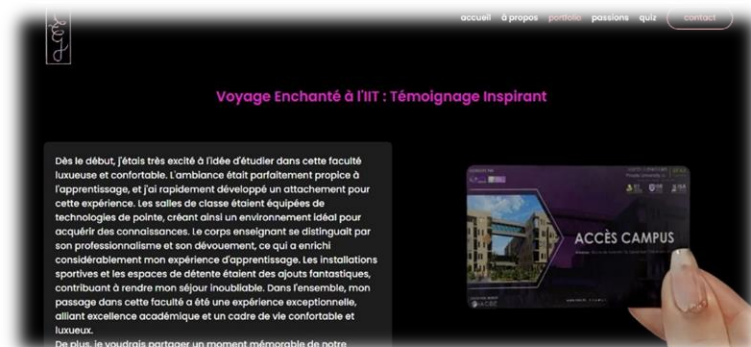 accueil à propos portfolio passions quiz contact
Voyage Enchanté à l'IIT : Témoignage Inspirant
Dès le début, j'étais très excité à l'idée d'étudier dans cette faculté
luxueuse et confortable. L'ambiance était parfaitement propice à
l'apprentissage, et j'ai rapidement développé un attachement pour
cette expérience. Les salles de classe étaient équipées de
technologies de pointe, créant ainsi un environnement idéal pour
acquérir des connaissances. Le corps enseignant se distinguait par
son professionnalisme et son dévouement, ce qui a enrichi
considérablement mon expérience d'apprentissage. Les installations
sportives et les espaces de détente étaient des ajouts fantastiques,
contribuant à rendre mon séjour inoubliable. Dans l'ensemble, mon
passage dans cette faculté a été une expérience exceptionnelle,
alliant excellence académique et un cadre de vie confortable et
luxueux.
De plus, je voudrais partager un moment mémorable de notre
ACCÈS CAMPUS